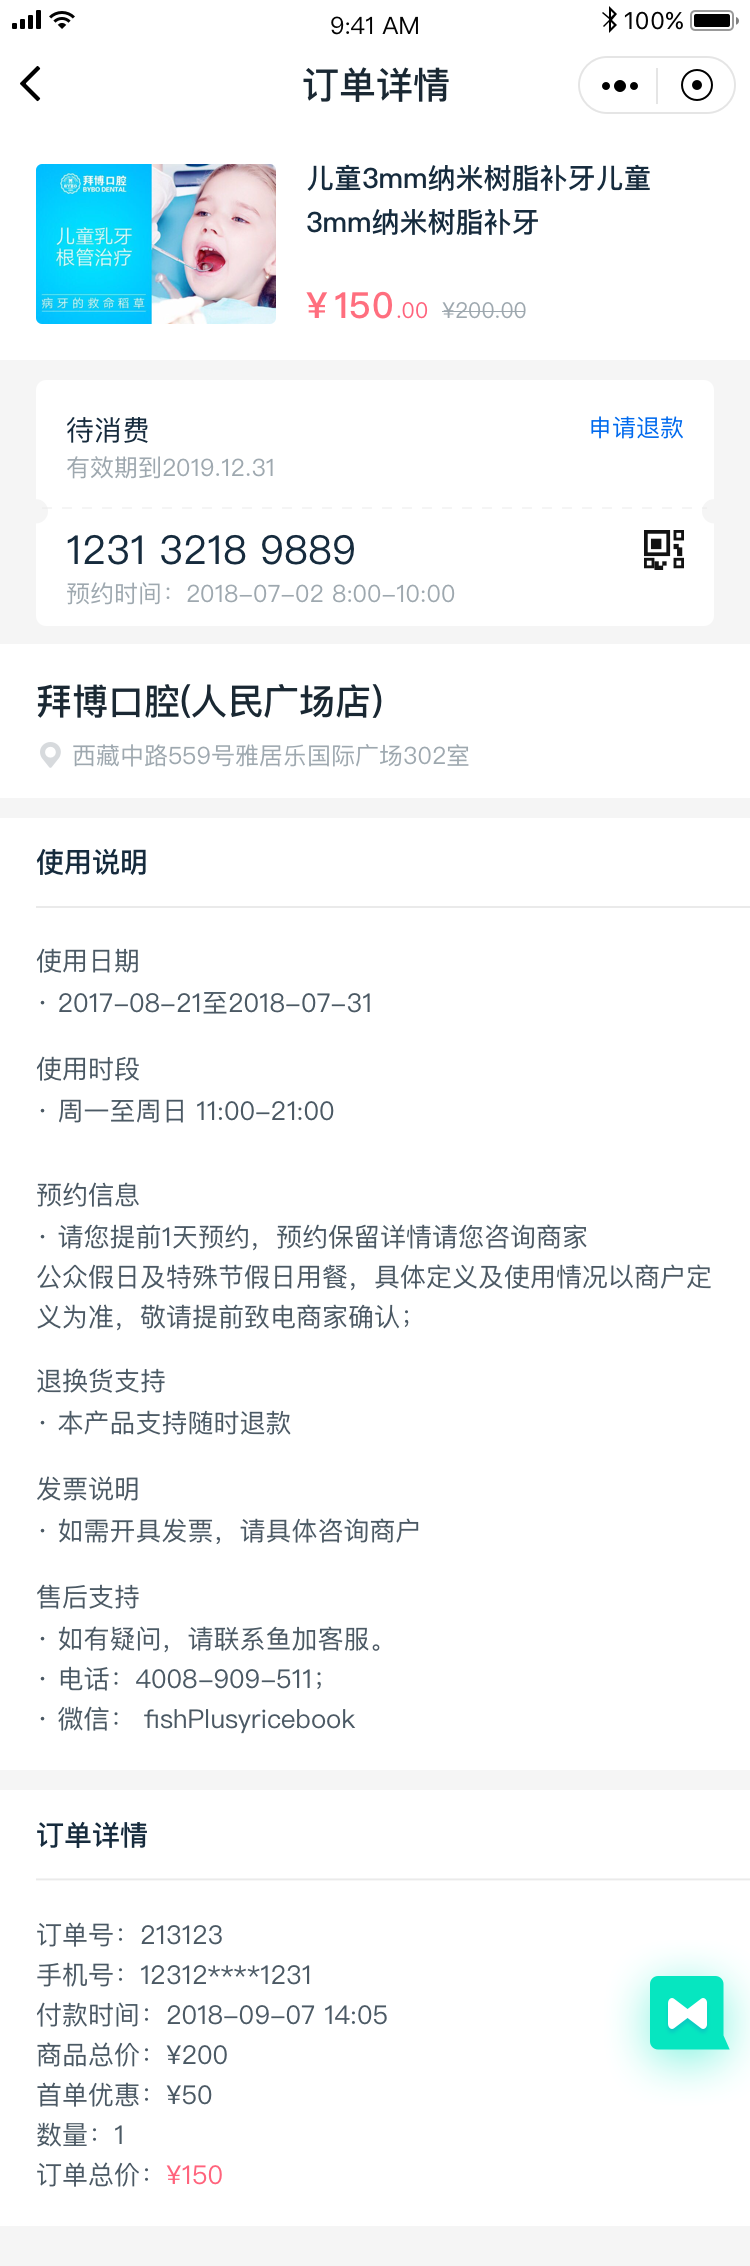 9:41 AM
100%
订单详情
拜博口腔
BYBO DENTAL
儿童乳牙
根管治疗
病牙的救命稻草
儿童3mm纳米树脂补牙儿童
3mm纳米树脂补牙
¥150.00 ¥200.00
待消费
申请退款
有效期到2019.12.31
1231 3218 9889
预约时间：2018-07-02 8:00-10:00
拜博口腔(人民广场店)
西藏中路559号雅居乐国际广场302室
使用说明
使用日期
· 2017-08-21至2018-07-31
使用时段
· 周一至周日 11:00-21:00
预约信息
· 请您提前1天预约，预约保留详情请您咨询商家
公众假日及特殊节假日用餐，具体定义及使用情况以商户定
义为准，敬请提前致电商家确认；
退换货支持
· 本产品支持随时退款
发票说明
· 如需开具发票，请具体咨询商户
售后支持
· 如有疑问，请联系鱼加客服。
· 电话：4008-909-511；
· 微信： fishPlusyricebook
订单详情
订单号：213123
手机号：12312****1231
付款时间：2018-09-07 14:05
商品总价：¥200
首单优惠：¥50
数量：1
订单总价：¥150